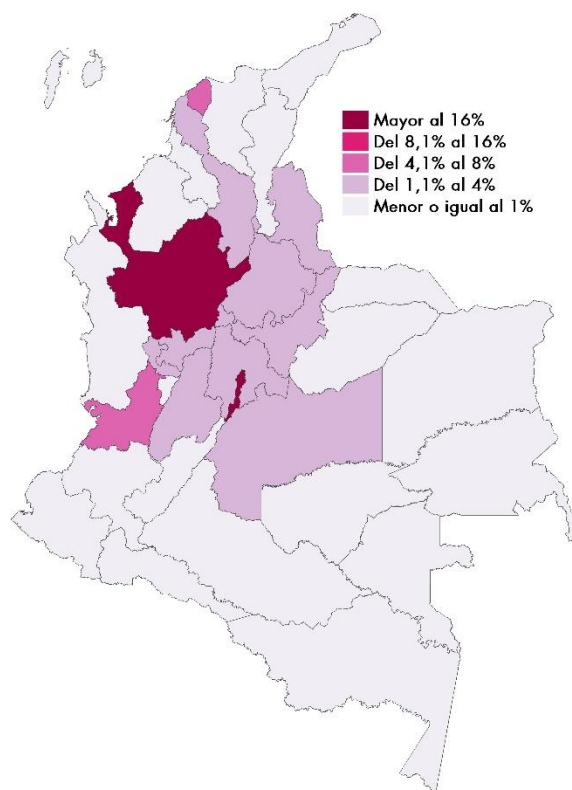 Mayor al 16%
Del 8,1% al 16%
Del 4,1% al 8%
Del 1,1% al 4%
Menor o igual al 1%